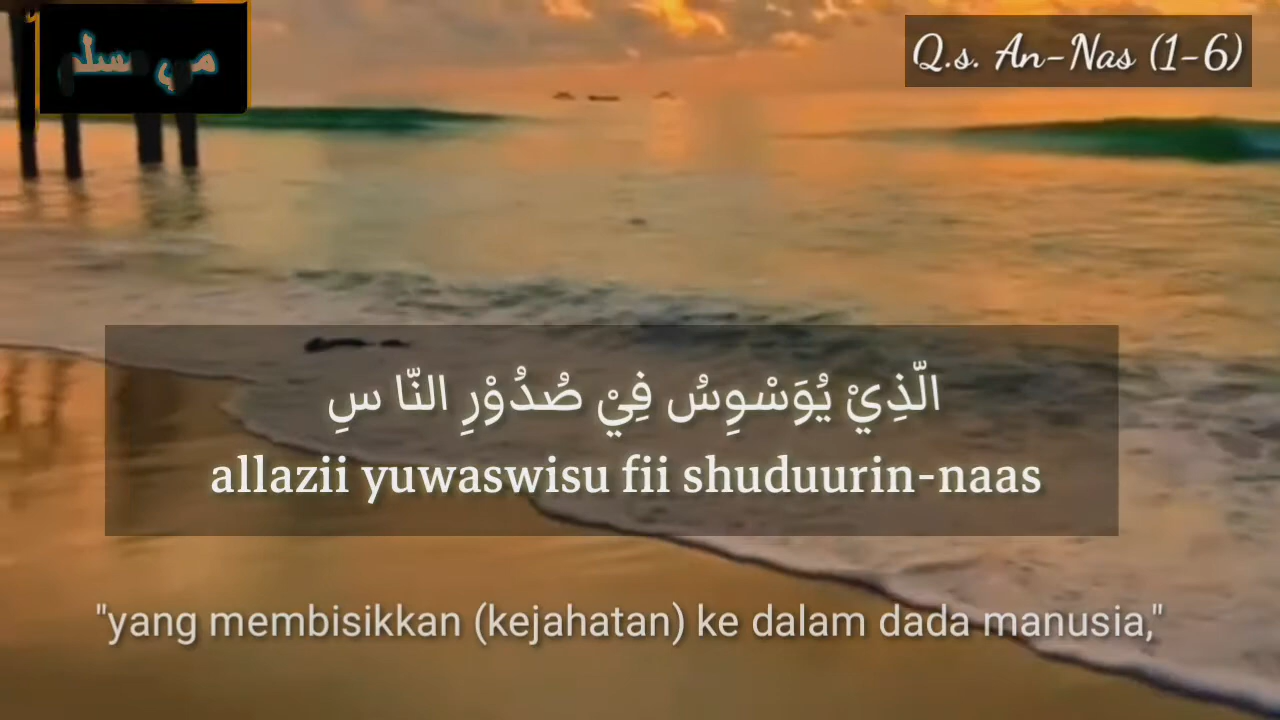 Q.s. An-Nas (1-6)
الّذِيْ يُوَسْوِسُ فِيْ صُدُوْرِ النّا سِ
allazii yuwaswisu fii shuduurin-naas
"yang membisikkan (kejahatan) ke dalam dada manusia,"